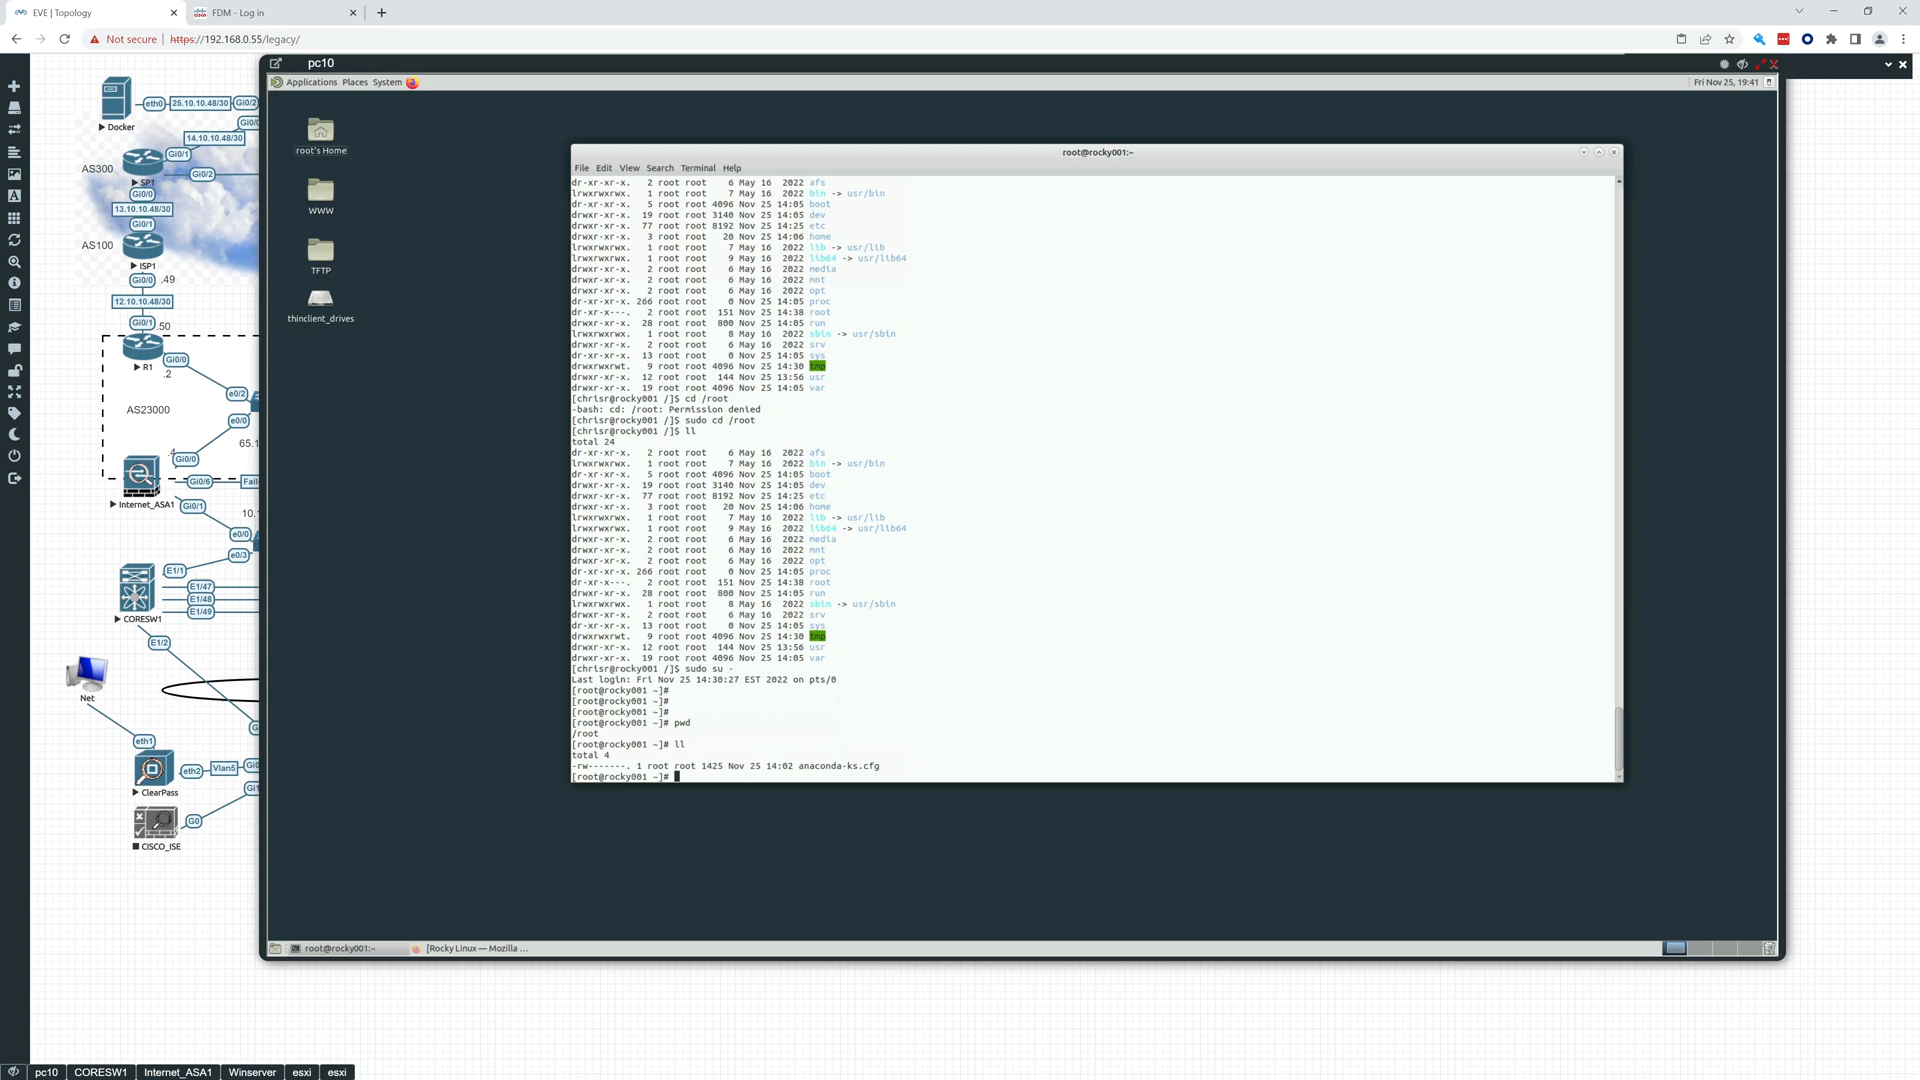 EVE | Topology
FDM - Log in
Not secure | https://192.168.0.55/legacy/
pc10
Applications Places System
Fri Nov 25, 19:41
root's Home
WWW
TFTP
thinclient_drives
Docker
eth0
25.10.10.48/30
Gi0/2
14.10.10.48/30
Gi0/1
AS300
SP1
Gi0/2
Gi0/0
13.10.10.48/30
Gi0/1
AS100
ISP1
Gi0/0
.49
12.10.10.48/30
Gi0/1
.50
R1
Gi0/0
.2
e0/2
AS23000
e0/0
65.1
Gi0/0
Gi0/6
Internet_ASA1
Gi0/1
10.1
e0/0
e0/3
E1/1
E1/47
E1/48
E1/49
CORESW1
E1/2
Net
eth1
eth2
Vlan5
ClearPass
G0
CISCO_ISE
root@rocky001:~
File Edit View Search Terminal Help
dr-xr-xr-x. 2 root root 6 May 16 2022 afs
lrwxrwxrwx. 1 root root 7 May 16 2022 bin -> usr/bin
dr-xr-xr-x. 5 root root 4096 Nov 25 14:05 boot
drwxr-xr-x. 19 root root 3140 Nov 25 14:05 dev
drwxr-xr-x. 77 root root 8192 Nov 25 14:25 etc
drwxr-xr-x. 3 root root 20 Nov 25 14:06 home
lrwxrwxrwx. 1 root root 7 May 16 2022 lib -> usr/lib
lrwxrwxrwx. 1 root root 9 May 16 2022 lib64 -> usr/lib64
drwxr-xr-x. 2 root root 6 May 16 2022 media
drwxr-xr-x. 2 root root 6 May 16 2022 mnt
drwxr-xr-x. 2 root root 6 May 16 2022 opt
dr-xr-xr-x. 266 root root 0 Nov 25 14:05 proc
dr-xr-x---. 2 root root 151 Nov 25 14:38 root
drwxr-xr-x. 28 root root 800 Nov 25 14:05 run
lrwxrwxrwx. 1 root root 8 May 16 2022 sbin -> usr/sbin
drwxr-xr-x. 2 root root 6 May 16 2022 srv
dr-xr-xr-x. 13 root root 0 Nov 25 14:05 sys
drwxrwxrwt. 9 root root 4096 Nov 25 14:30 tmp
drwxr-xr-x. 12 root root 144 Nov 25 13:56 usr
drwxr-xr-x. 19 root root 4096 Nov 25 14:05 var
[chrisr@rocky001 /]$ cd /root
-bash: cd: /root: Permission denied
[chrisr@rocky001 /]$ sudo cd /root
[chrisr@rocky001 /]$ ll
total 24
dr-xr-xr-x. 2 root root 6 May 16 2022 afs
lrwxrwxrwx. 1 root root 7 May 16 2022 bin -> usr/bin
dr-xr-xr-x. 5 root root 4096 Nov 25 14:05 boot
drwxr-xr-x. 19 root root 3140 Nov 25 14:05 dev
drwxr-xr-x. 77 root root 8192 Nov 25 14:25 etc
drwxr-xr-x. 3 root root 20 Nov 25 14:06 home
lrwxrwxrwx. 1 root root 7 May 16 2022 lib -> usr/lib
lrwxrwxrwx. 1 root root 9 May 16 2022 lib64 -> usr/lib64
drwxr-xr-x. 2 root root 6 May 16 2022 media
drwxr-xr-x. 2 root root 6 May 16 2022 mnt
drwxr-xr-x. 2 root root 6 May 16 2022 opt
dr-xr-xr-x. 266 root root 0 Nov 25 14:05 proc
dr-xr-x---. 2 root root 151 Nov 25 14:38 root
drwxr-xr-x. 28 root root 800 Nov 25 14:05 run
lrwxrwxrwx. 1 root root 8 May 16 2022 sbin -> usr/sbin
drwxr-xr-x. 2 root root 6 May 16 2022 srv
dr-xr-xr-x. 13 root root 0 Nov 25 14:05 sys
drwxrwxrwt. 9 root root 4096 Nov 25 14:30 tmp
drwxr-xr-x. 12 root root 144 Nov 25 13:56 usr
drwxr-xr-x. 19 root root 4096 Nov 25 14:05 var
[chrisr@rocky001 /]$ sudo su -
Last login: Fri Nov 25 14:30:27 EST 2022 on pts/0
[root@rocky001 ~]#
[root@rocky001 ~]#
[root@rocky001 ~]#
[root@rocky001 ~]# pwd
/root
[root@rocky001 ~]# ll
total 4
-rw-------. 1 root root 1425 Nov 25 14:02 anaconda-ks.cfg
[root@rocky001 ~]#
root@rocky001:~
[Rocky Linux — Mozilla ...
pc10 CORESW1 Internet_ASA1 Winserver esxi esxi